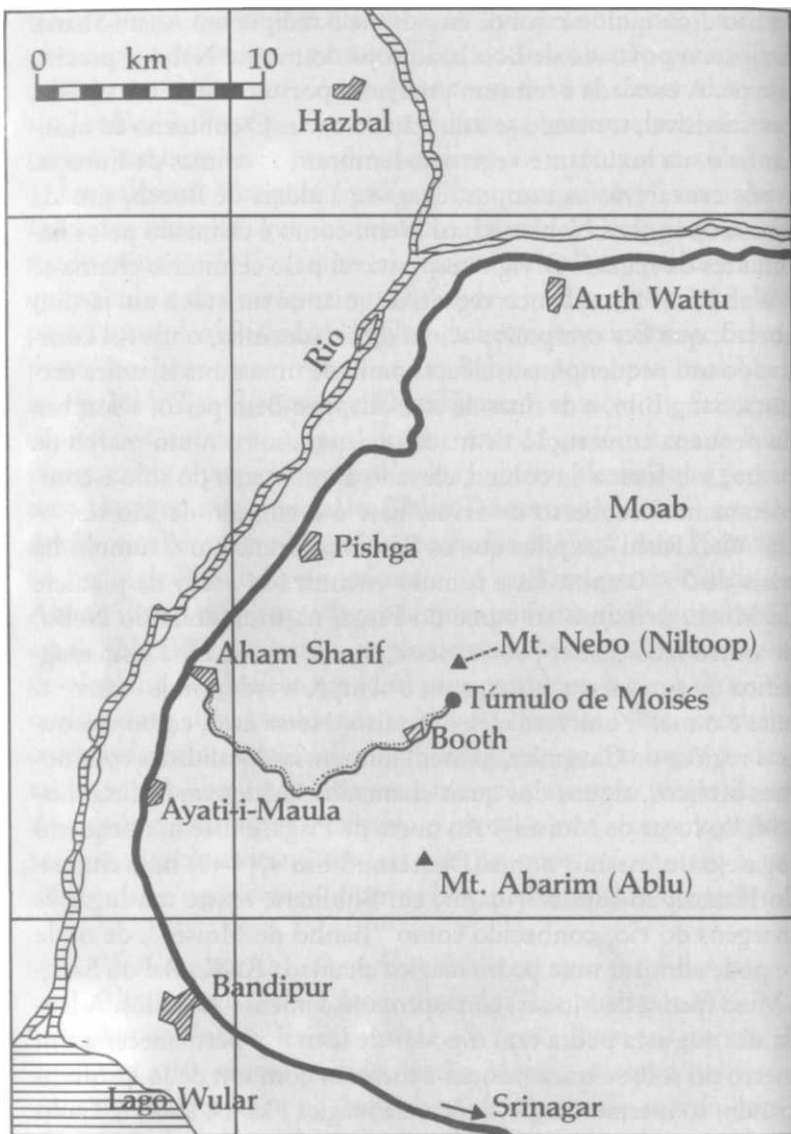 0 km 10
Hazbal
Auth Wattu
Rio
Moab
Pishga
Mt. Nebo (Niltoop)
Aham Sharif
Túmulo de Moisés
Booth
Ayati-i-Maula
Mt. Abarim (Ablu)
Bandipur
Lago Wular
Srinagar